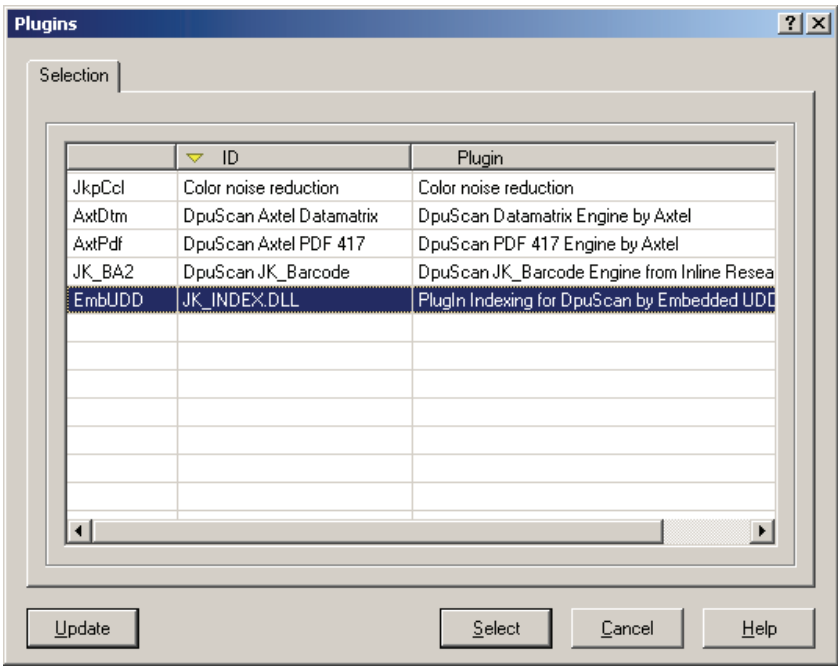 Plugins
Selection
ID Plugin
JkpCcl Color noise reduction Color noise reduction
AxtDtm DpuScan Axtel Datamatrix DpuScan Datamatrix Engine by Axtel
AxtPdf DpuScan Axtel PDF 417 DpuScan PDF 417 Engine by Axtel
JK_BA2 DpuScan JK_Barcode DpuScan JK_Barcode Engine from Inline Resea
EmbUDD JK_INDEX.DLL PlugIn Indexing for DpuScan by Embedded UDD
Update Select Cancel Help